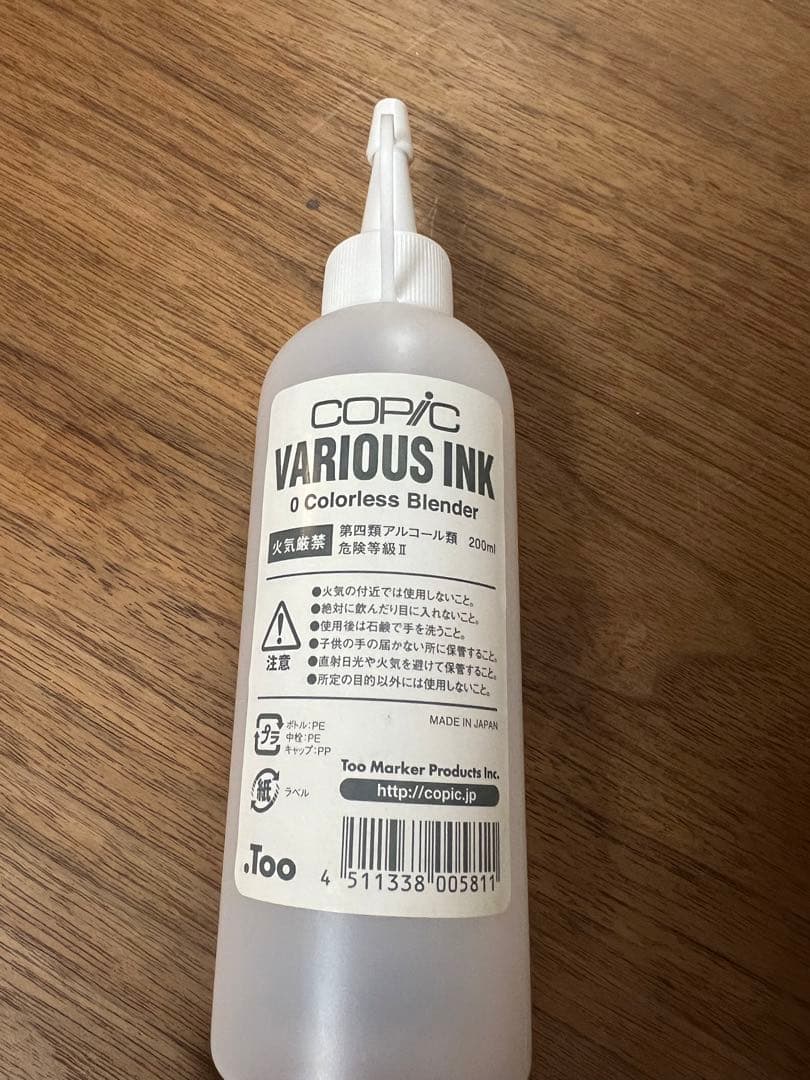 COPIC
VARIOUS INK
0 Colorless Blender
火気厳禁
第四類アルコール類 200ml
危険等級Ⅱ
注意
●火気の付近では使用しないこと。
●絶対に飲んだり目に入れないこと。
●使用後は石鹸で手を洗うこと。
●子供の手の届かない所に保管すること。
●直射日光や火気を避けて保管すること。
●所定の目的以外には使用しないこと。
プラ
ボトル:PE
中栓:PE
キャップ:PP
MADE IN JAPAN
紙
ラベル
Too Marker Products Inc.
http://copic.jp
.Too
4 511338 005811